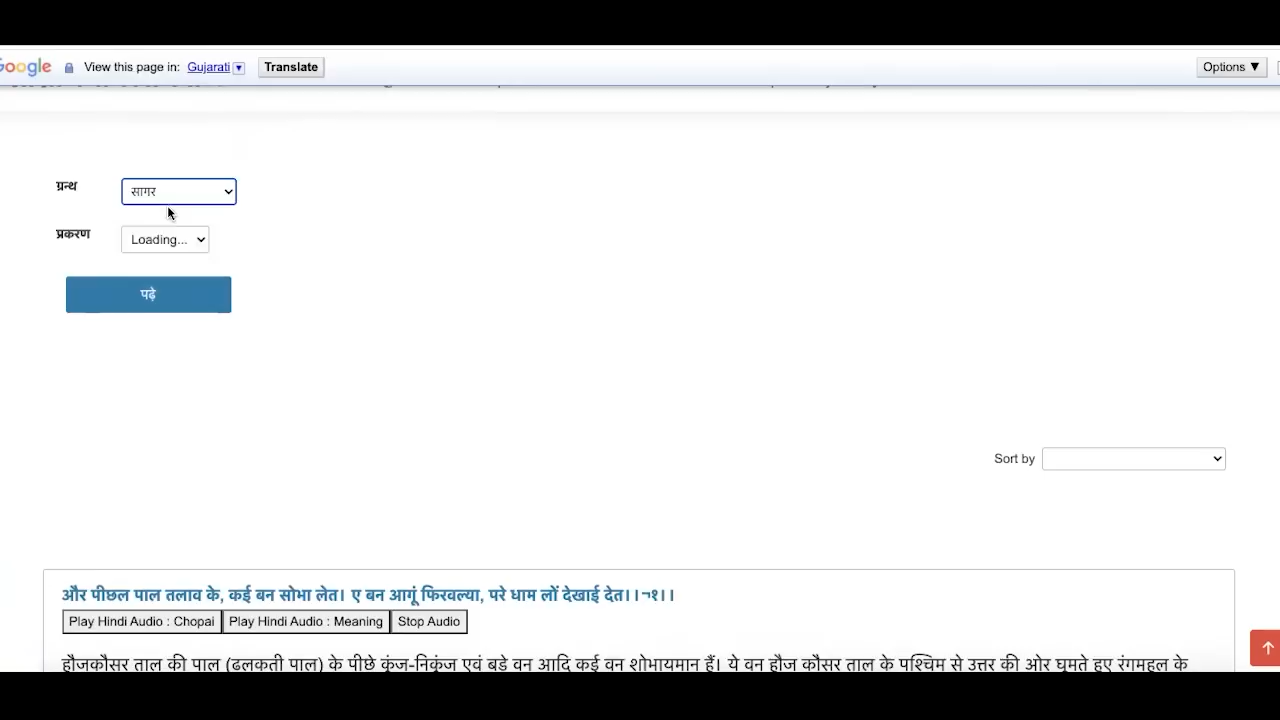 Google View this page in: Gujarati Translate Options ▼
ग्रन्थ सागर
प्रकरण Loading...
पढ़े
Sort by
और पीछल पाल तलाव के, कई बन सोभा लेत। ए बन आगूं फिरवल्या, परे धाम लों देखाई देत।।¬१।।
Play Hindi Audio : Chopai Play Hindi Audio : Meaning Stop Audio
हौजकौसर ताल की पाल (ढलकती पाल) के पीछे कुंज-निकुंज एवं बड़े वन आदि कई वन शोभायमान हैं। ये वन हौज कौसर ताल के पश्चिम से उत्तर की ओर घूमते हुए रंगमहल के